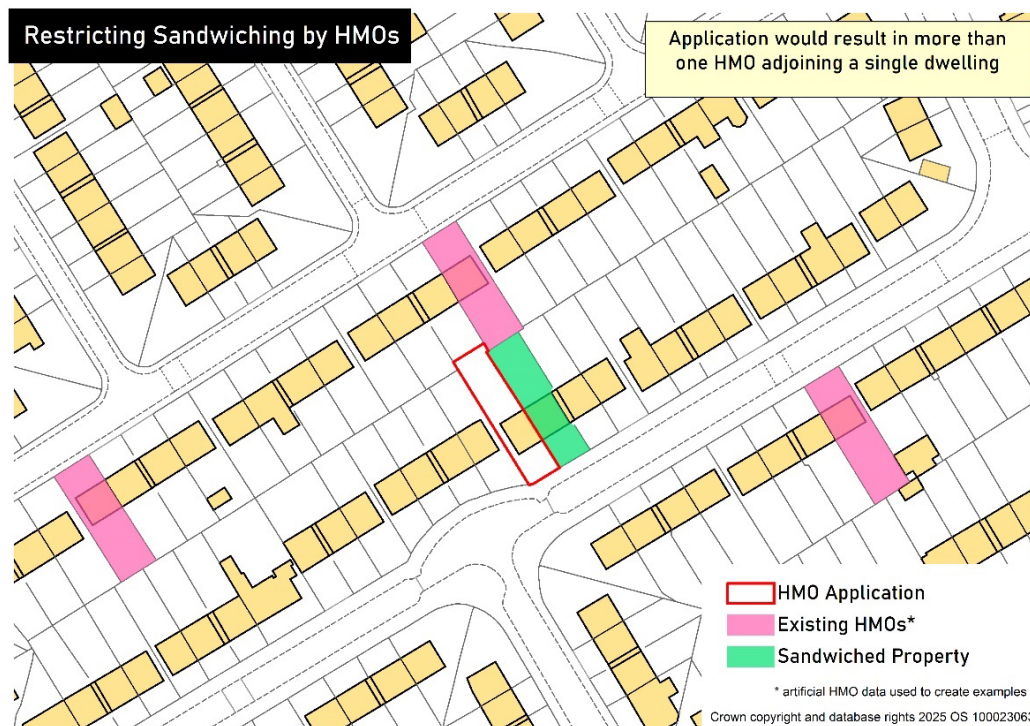 Restricting Sandwiching by HMOs
Application would result in more than
one HMO adjoining a single dwelling
HMO Application
Existing HMOs*
Sandwiched Property
* artificial HMO data used to create examples
Crown copyright and database rights 2025 OS 10002306